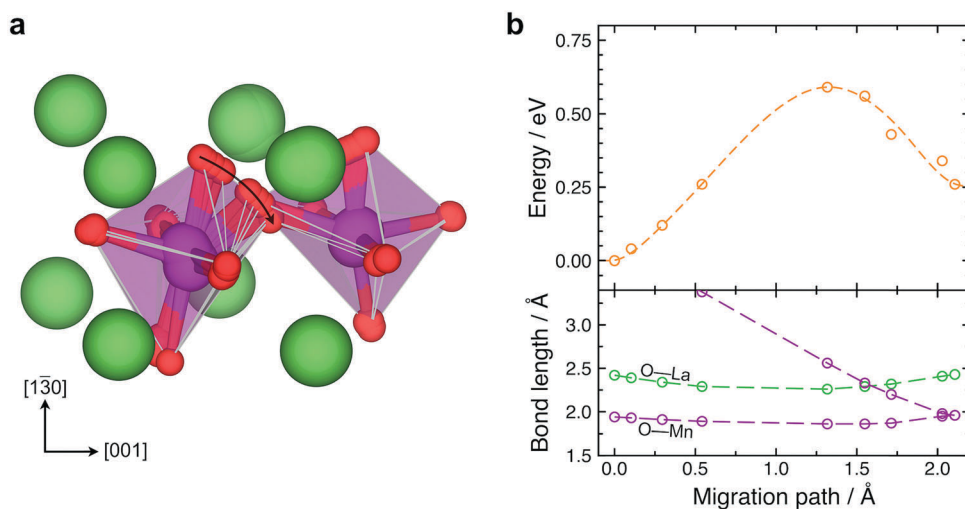 a
[11̅30]
[001]
b
Energy / eV
0.75
0.50
0.25
0.00
Bond length / Å
3.0
2.5
2.0
1.5
O—La
O—Mn
0.0 0.5 1.0 1.5 2.0
Migration path / Å